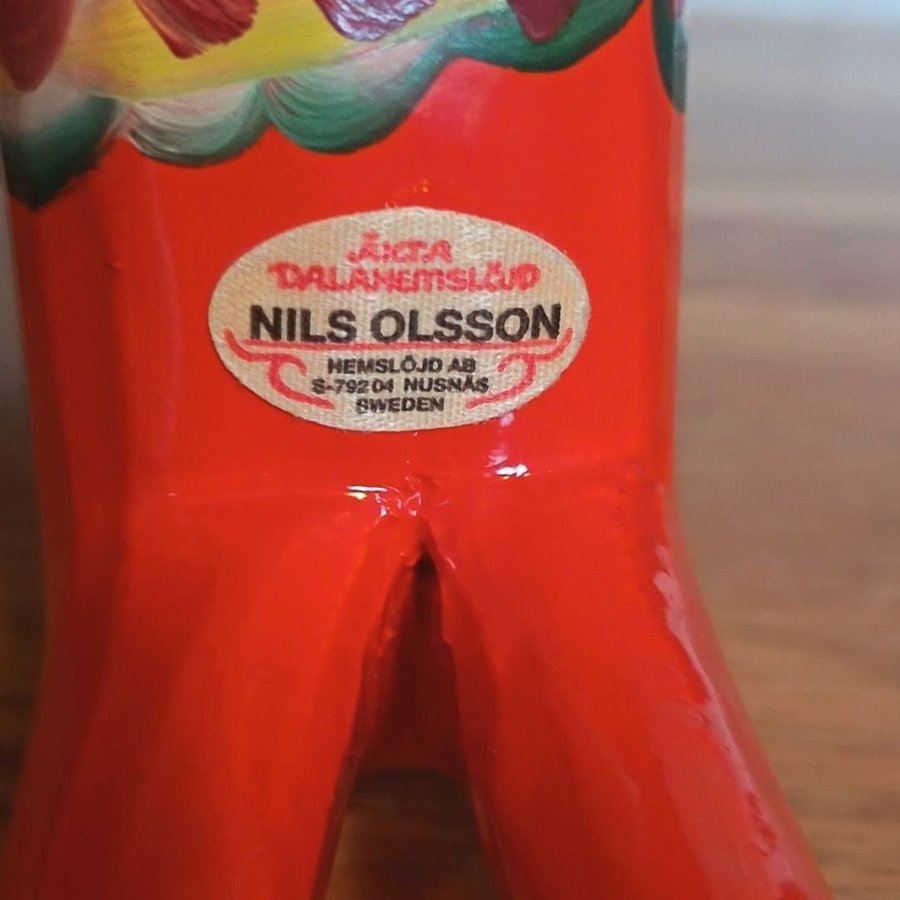 ÄKTA
DALAHEMSLÖJD
NILS OLSSON
HEMSLÖJD AB
S-792 04 NUSNÄS
SWEDEN